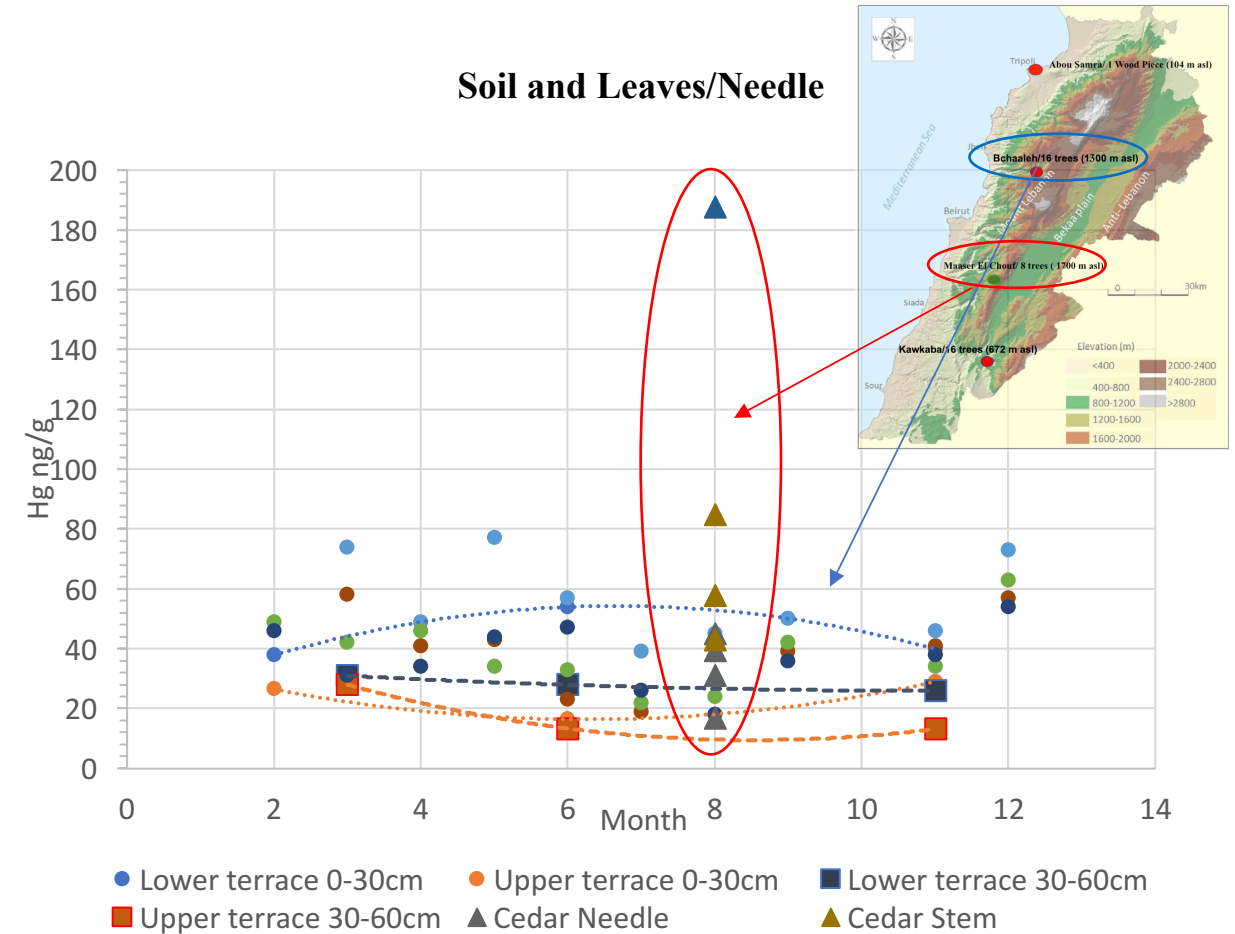 Soil and Leaves/Needle
N
W
E
S
Tripoli
Abou Samra/ 1 Wood Piece (104 m asl)
Mediterranean Sea
Bchaaleh/16 trees (1300 m asl)
Mount Lebanon
Bekaa plain
Anti- Lebanon
Beirut
Maaser El Chouf/ 8 trees ( 1700 m asl)
0 30km
Siada
Kawkaba/16 trees (672 m asl)
Sour
Elevation (m)
<400 2000-2400
400-800 2400-2800
800-1200 >2800
1200-1600
1600-2000
Hg ng/g
200
180
160
140
120
100
80
60
40
20
0
0 2 4 6 8 10 12 14
Month
Lower terrace 0-30cm Upper terrace 0-30cm Lower terrace 30-60cm
Upper terrace 30-60cm Cedar Needle Cedar Stem